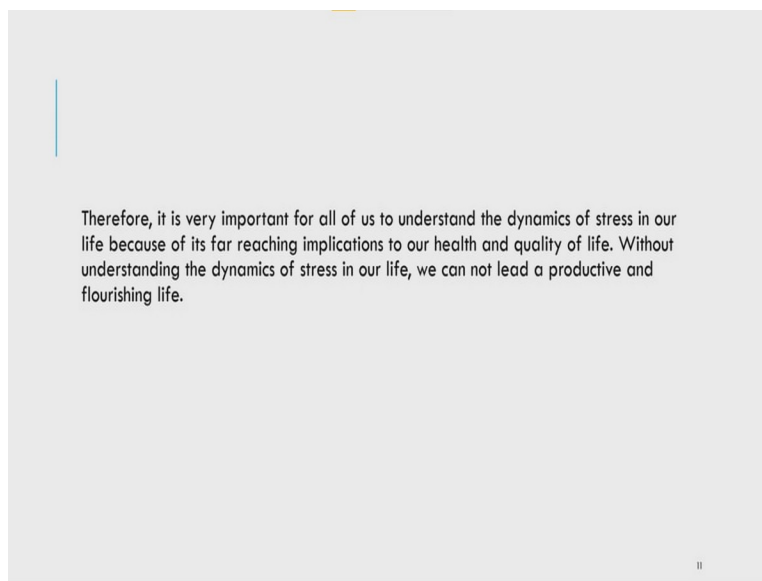 Therefore, it is very important for all of us to understand the dynamics of stress in our
life because of its far reaching implications to our health and quality of life. Without
understanding the dynamics of stress in our life, we can not lead a productive and
flourishing life.
11